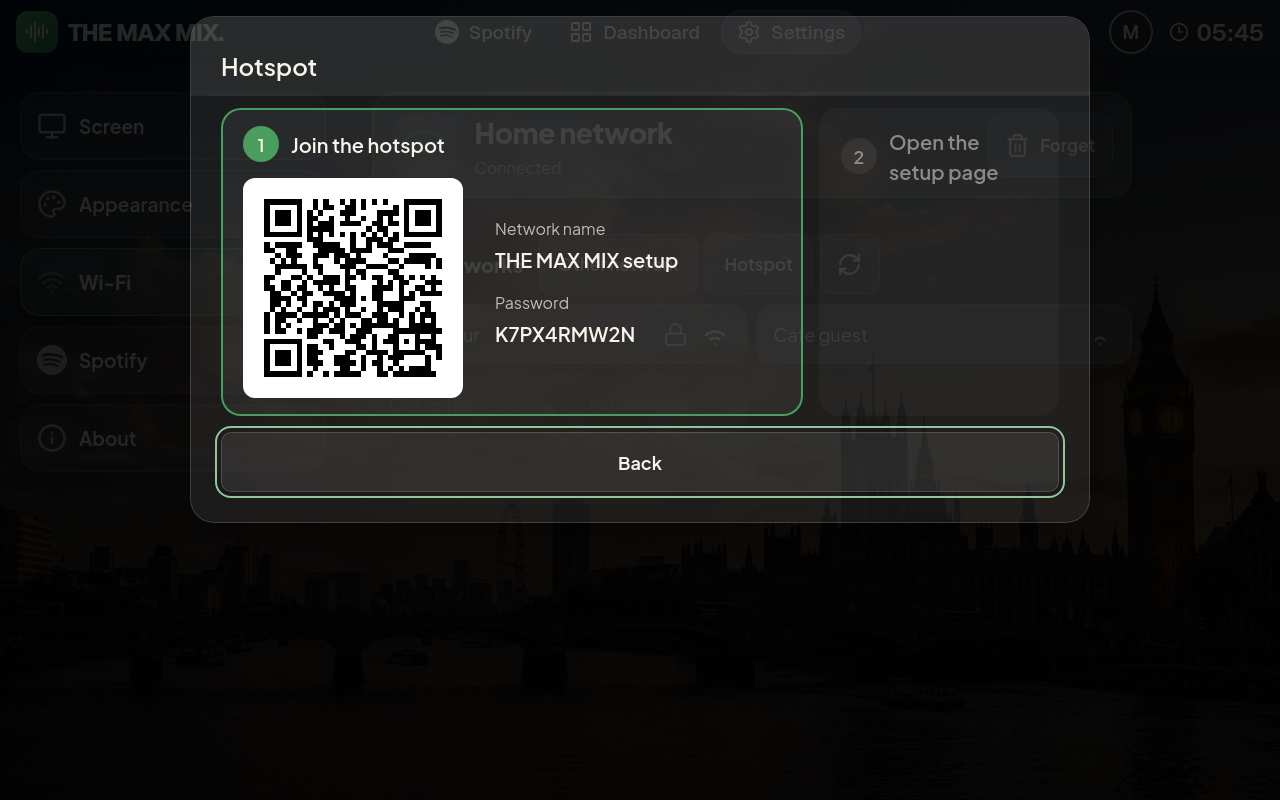 THE MAX MIX.
Spotify
Dashboard
Settings
M
05:45
Hotspot
Screen
Appearance
Wi-Fi
Spotify
About
Home network
Connected
Forget
1
Join the hotspot
2
Open the
setup page
Network name
THE MAX MIX setup
Hotspot
Password
K7PX4RMW2N
Cafe guest
Back